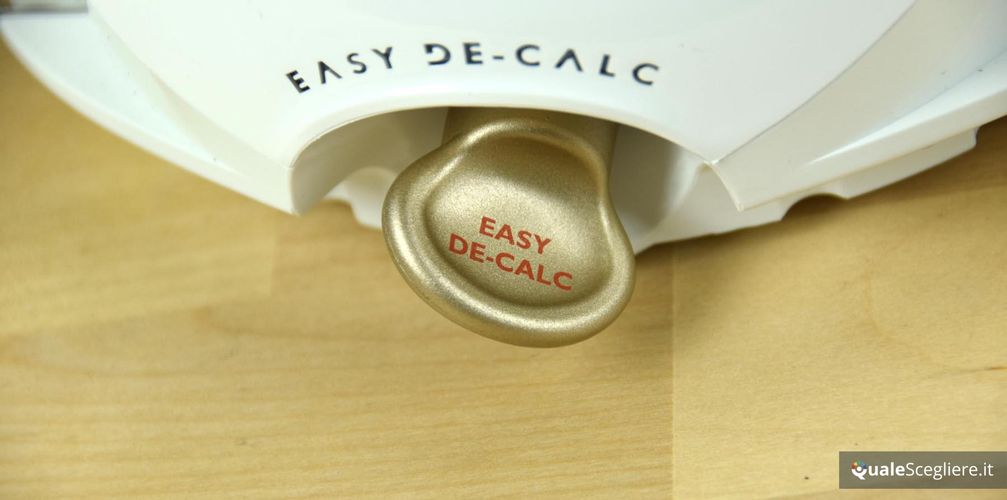 EASY DE-CALC
EASY
DE-CALC
QualeScegliere.it